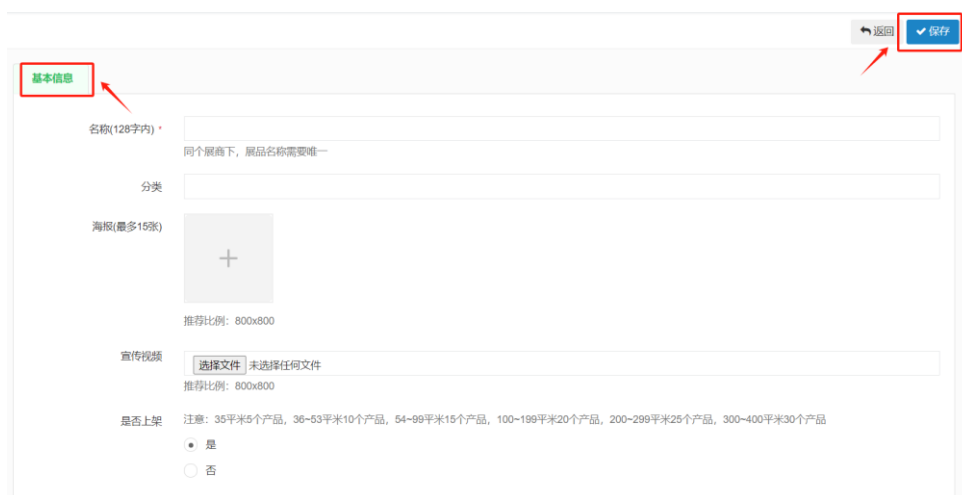 返回 保存
基本信息
名称(128字内) *
同个展商下，展品名称需要唯一
分类
海报(最多15张)
推荐比例：800x800
宣传视频 选择文件 未选择任何文件
推荐比例：800x800
是否上架 注意：35平米5个产品，36~53平米10个产品，54~99平米15个产品，100~199平米20个产品，200~299平米25个产品，300~400平米30个产品
是
否